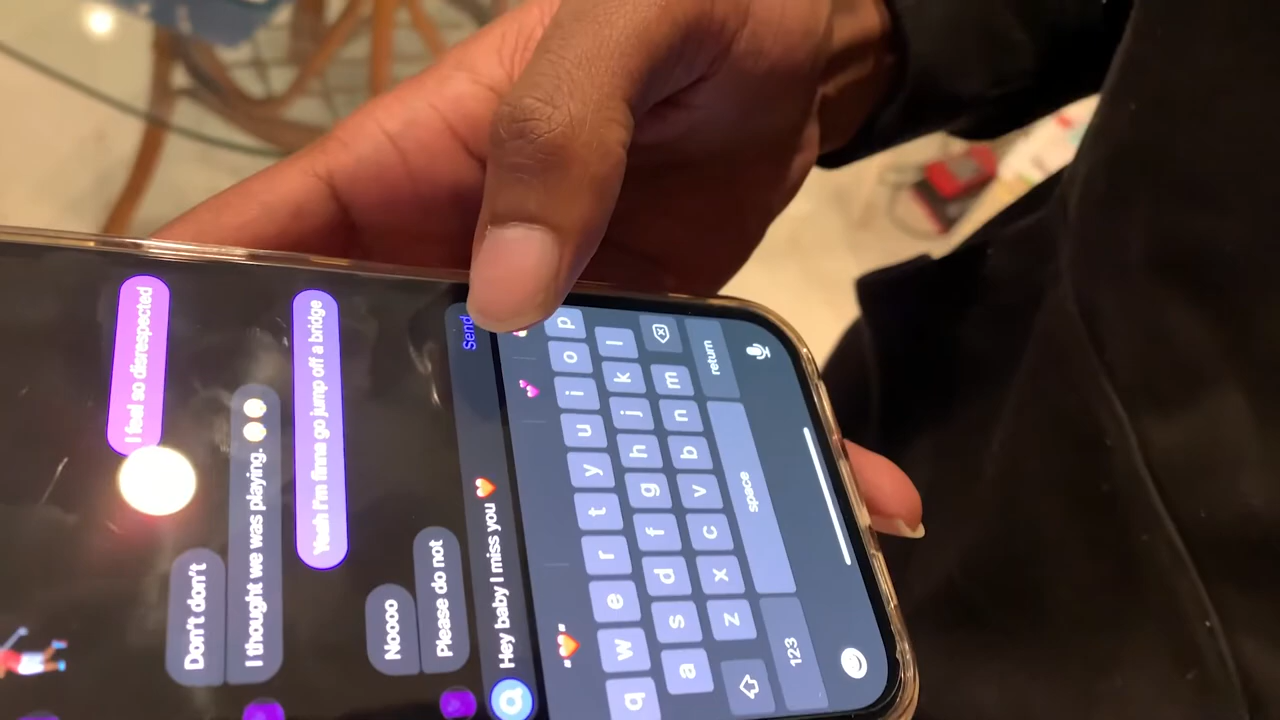 I feel so disrespected
Don't don't
I thought we was playing.
Yeah I'm finna go jump off a bridge
Noooo
Please do not
Hey baby I miss you ❤️
Send
“❤️”
q w e r t y u i o p
a s d f g h j k l
z x c v b n m
123
space
return